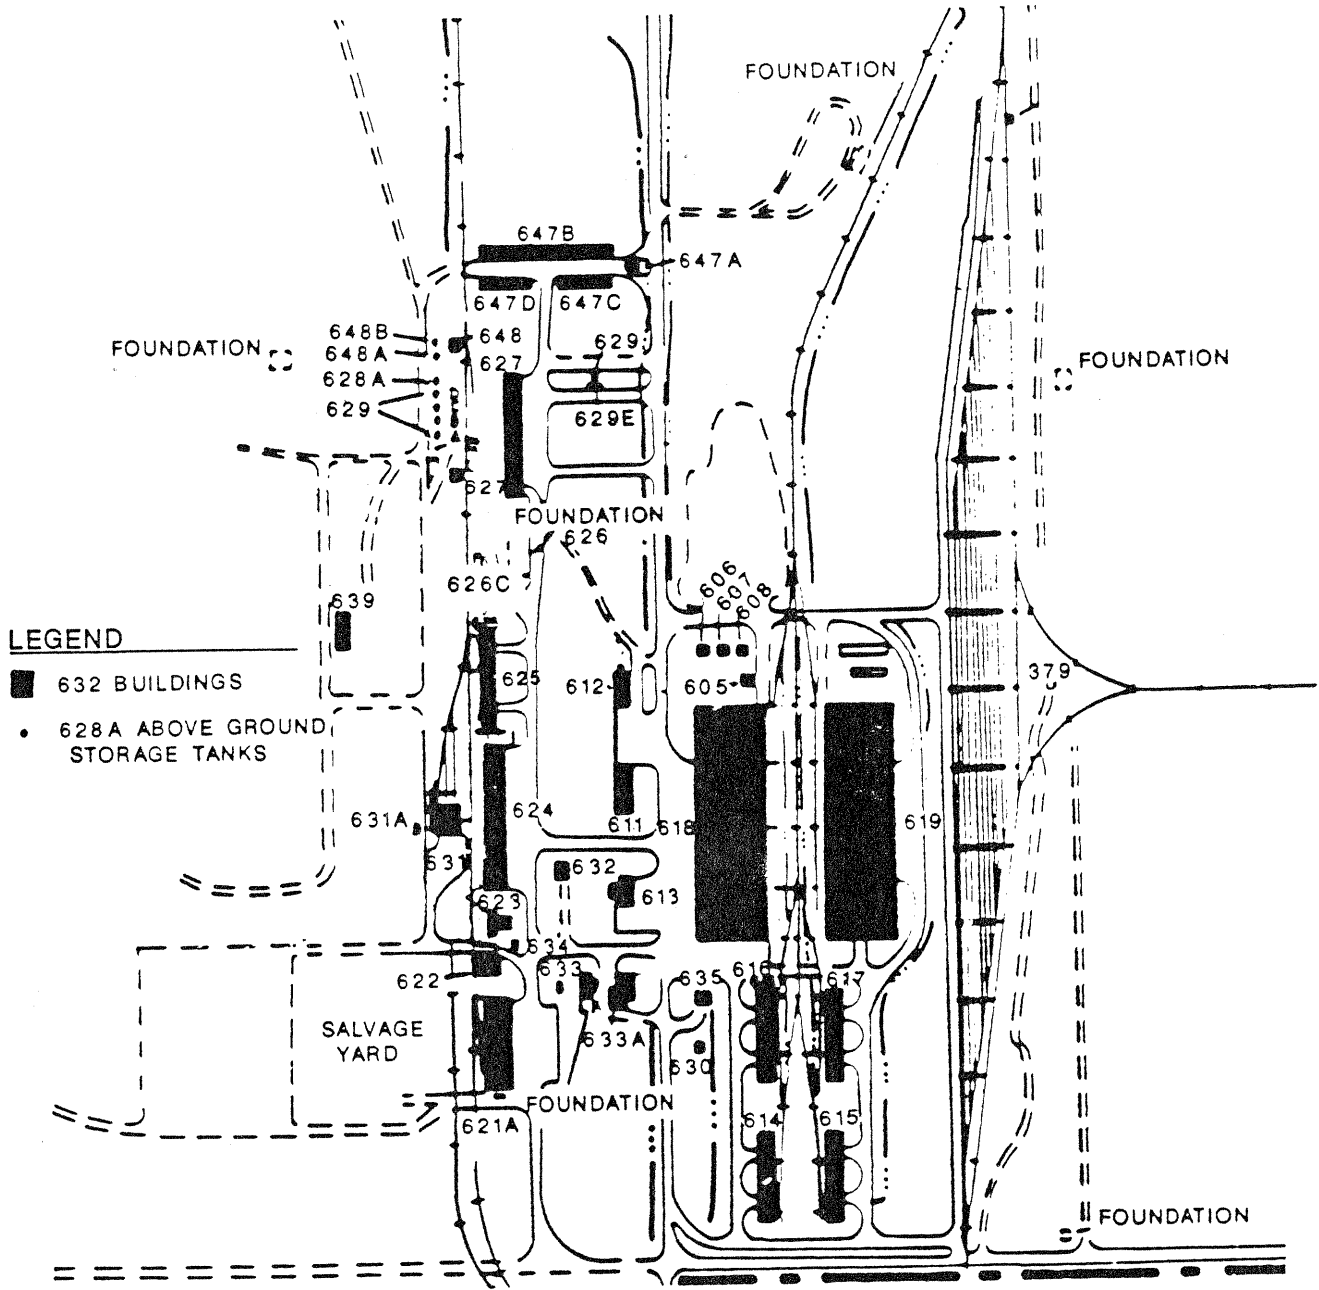 FOUNDATION
647B
647A
647D
647C
648B
648
629
FOUNDATION
648A
627
FOUNDATION
628A
629
629E
627
FOUNDATION
626
626C
606
607
608
639
LEGEND
632 BUILDINGS
625
612
605
379
628A ABOVE GROUND
STORAGE TANKS
624
631A
611
618
619
631
632
623
613
634
633
622
635
616
617
SALVAGE
YARD
633A
630
FOUNDATION
621A
614
615
FOUNDATION